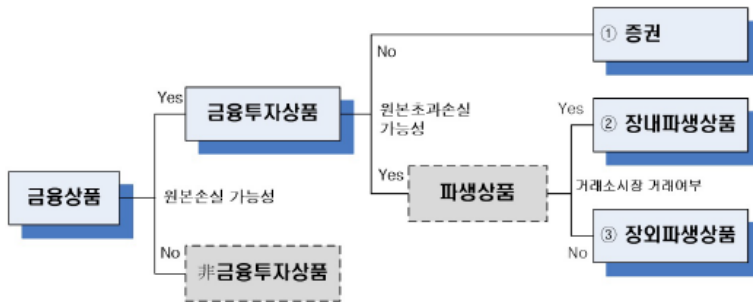 ① 증권
No
Yes
금융투자상품
원본초과손실
가능성
Yes
② 장내파생상품
Yes
파생상품
거래소시장 거래여부
금융상품
원본손실 가능성
No
③ 장외파생상품
No
非금융투자상품